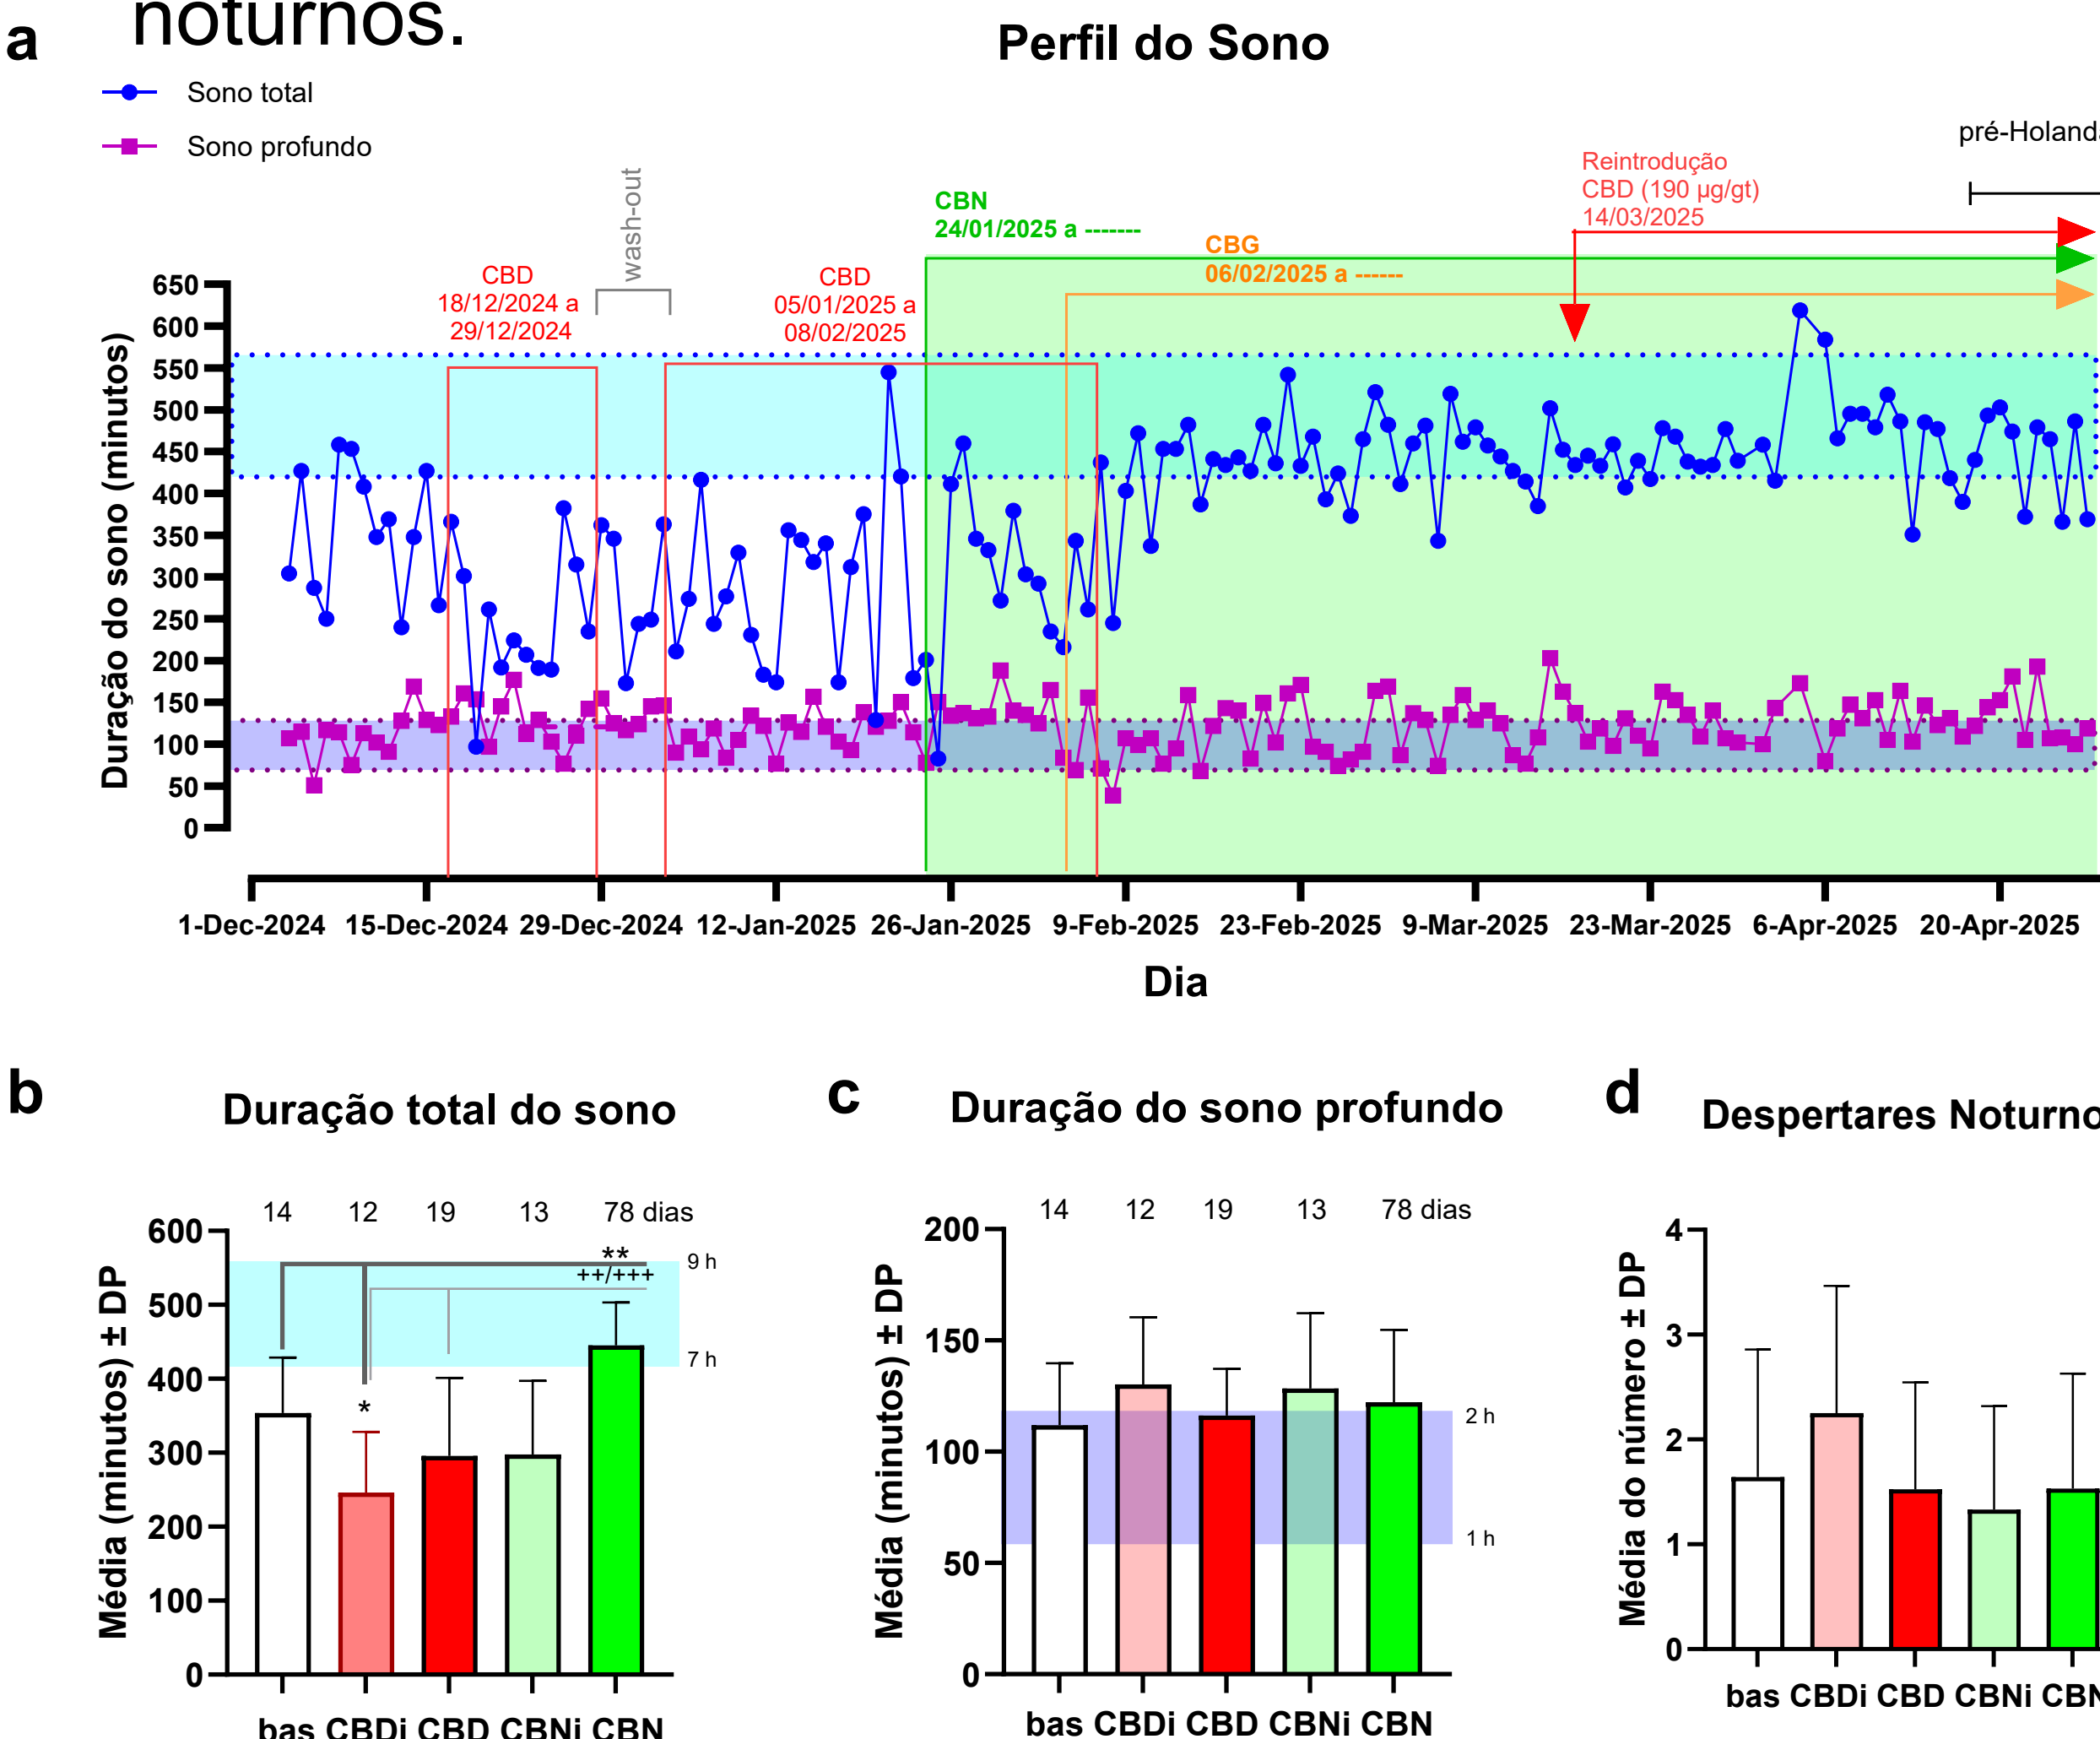 noturnos.
a
Perfil do Sono
Sono total
Sono profundo
pré-Holanda
wash-out
Reintrodução
CBD (190 µg/gt)
14/03/2025
CBN
24/01/2025 a -------
CBG
06/02/2025 a ------
CBD
18/12/2024 a
29/12/2024
CBD
05/01/2025 a
08/02/2025
Duração do sono (minutos)
650
600
550
500
450
400
350
300
250
200
150
100
50
0
1-Dec-2024 15-Dec-2024 29-Dec-2024 12-Jan-2025 26-Jan-2025 9-Feb-2025 23-Feb-2025 9-Mar-2025 23-Mar-2025 6-Apr-2025 20-Apr-2025
Dia
b
Duração total do sono
14 12 19 13 78 dias
Média (minutos) ± DP
600
500
400
300
200
100
0
**
++/+++
*
9 h
7 h
bas CBDi CBD CBNi CBN
c
Duração do sono profundo
14 12 19 13 78 dias
Média (minutos) ± DP
200
150
100
50
0
2 h
1 h
bas CBDi CBD CBNi CBN
d
Despertares Noturno
Média do número ± DP
4
3
2
1
0
bas CBDi CBD CBNi CBN